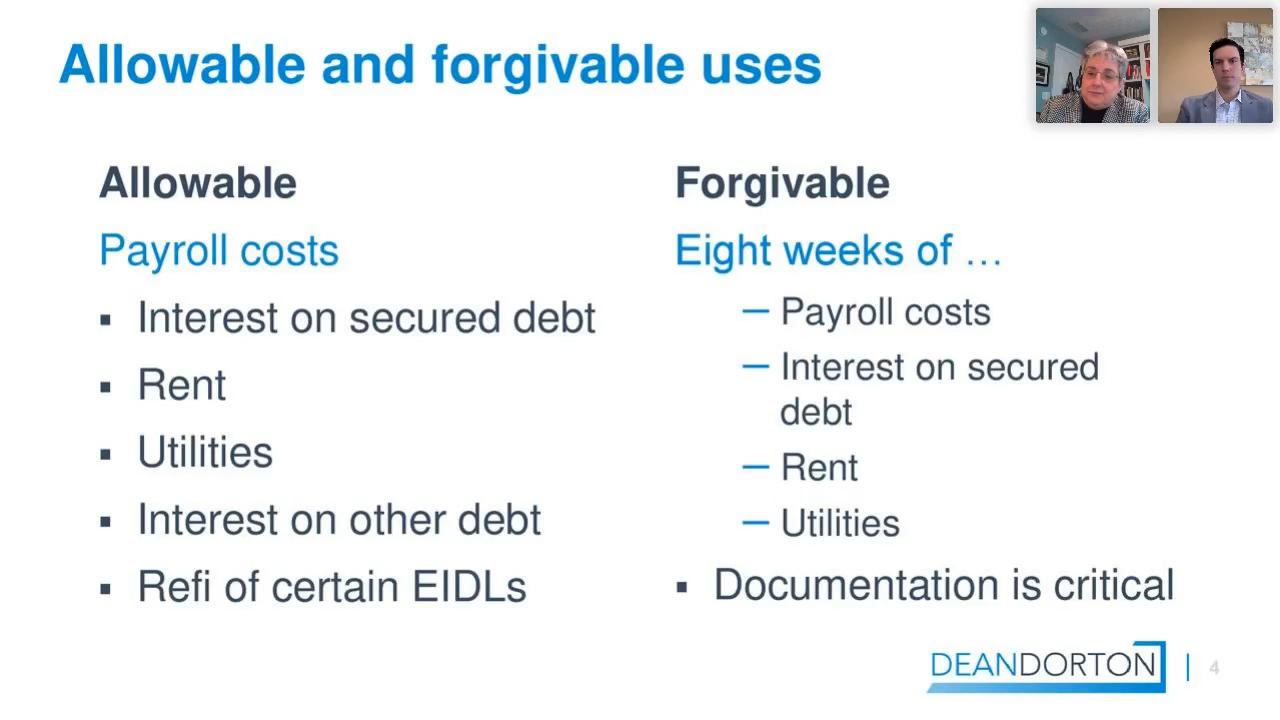 Allowable and forgivable uses
Allowable
Payroll costs
▪ Interest on secured debt
▪ Rent
▪ Utilities
▪ Interest on other debt
▪ Refi of certain EIDLs
Forgivable
Eight weeks of …
– Payroll costs
– Interest on secured
debt
– Rent
– Utilities
▪ Documentation is critical
DEANDORTON | 4